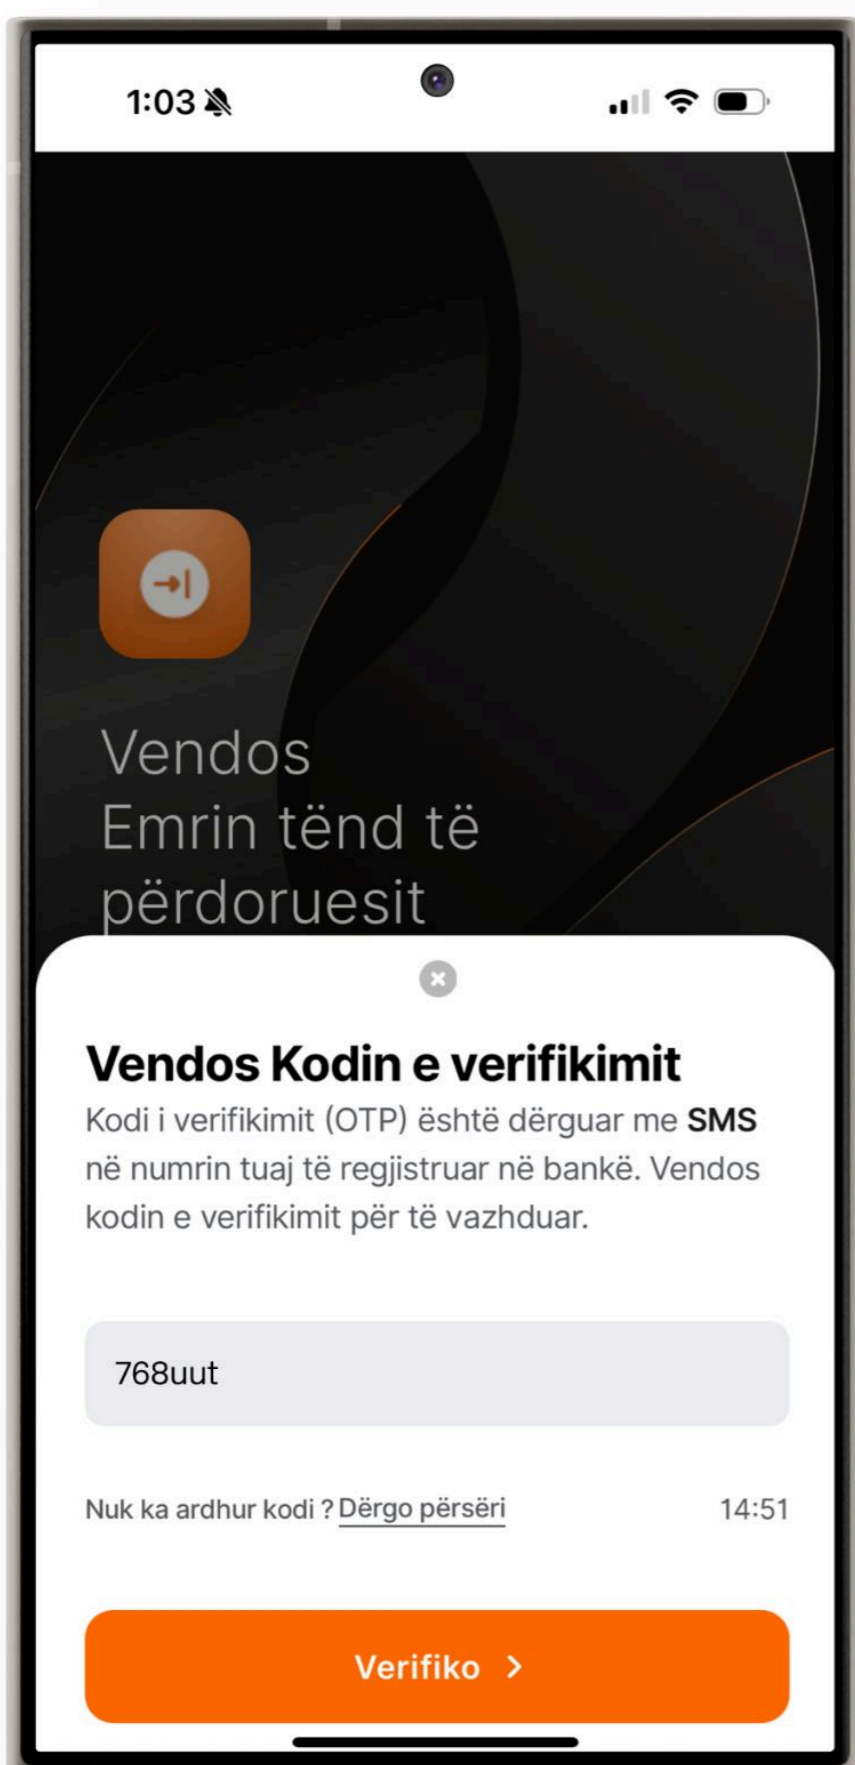 1:03
Vendos
Emrin tënd të
përdoruesit
Vendos Kodin e verifikimit
Kodi i verifikimit (OTP) është dërguar me SMS
në numrin tuaj të regjistruar në bankë. Vendos
kodin e verifikimit për të vazhduar.
768uut
Nuk ka ardhur kodi ? Dërgo përsëri 14:51
Verifiko